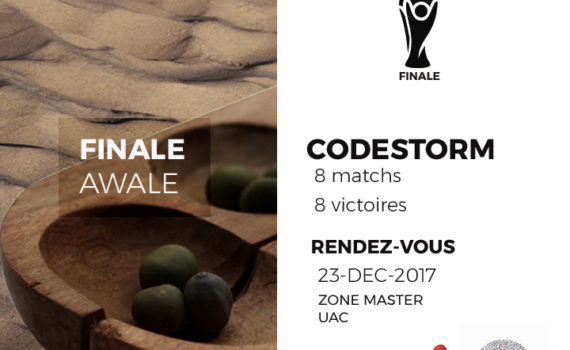 FINALE
AWALE
FINALE
CODESTORM
8 matchs
8 victoires
RENDEZ-VOUS
23-DEC-2017
ZONE MASTER
UAC